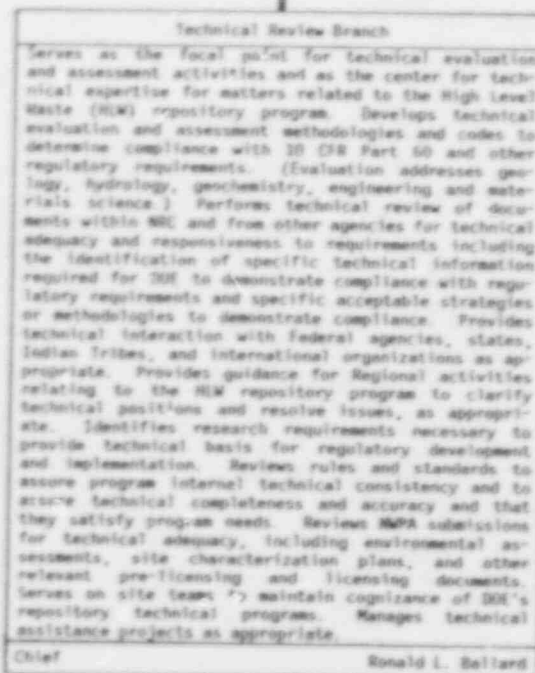 Technical Review Branch
Serves as the focal point for technical evaluation
and assessment activities and as the center for tech-
nical expertise for matters related to the High Level
Waste (HLW) repository program. Develops technical
evaluation and assessment methodologies and codes to
determine compliance with 10 CFR Part 60 and other
regulatory requirements. (Evaluation addresses geo-
logy, hydrology, geochemistry, engineering and mate-
rials science.) Performs technical review of docu-
ments within NRC and from other agencies for technical
adequacy and responsiveness to requirements including
the identification of specific technical information
required for DOE to demonstrate compliance with regu-
latory requirements and specific acceptable strategies
or methodologies to demonstrate compliance. Provides
technical interaction with Federal agencies, states,
Indian Tribes, and international organizations as ap-
propriate. Provides guidance for Regional activities
relating to the HLW repository program to clarify
technical positions and resolve issues, as appropri-
ate. Identifies research requirements necessary to
provide technical basis for regulatory development
and implementation. Reviews rules and standards to
assure program internal technical consistency and to
assure technical completeness and accuracy and that
they satisfy program needs. Reviews NWPA submissions
for technical adequacy, including environmental as-
sessments, site characterization plans, and other
relevant pre-licensing and licensing documents.
Serves on site teams to maintain cognizance of DOE's
repository technical programs. Manages technical
assistance projects as appropriate.
Chief Ronald L. Ballard